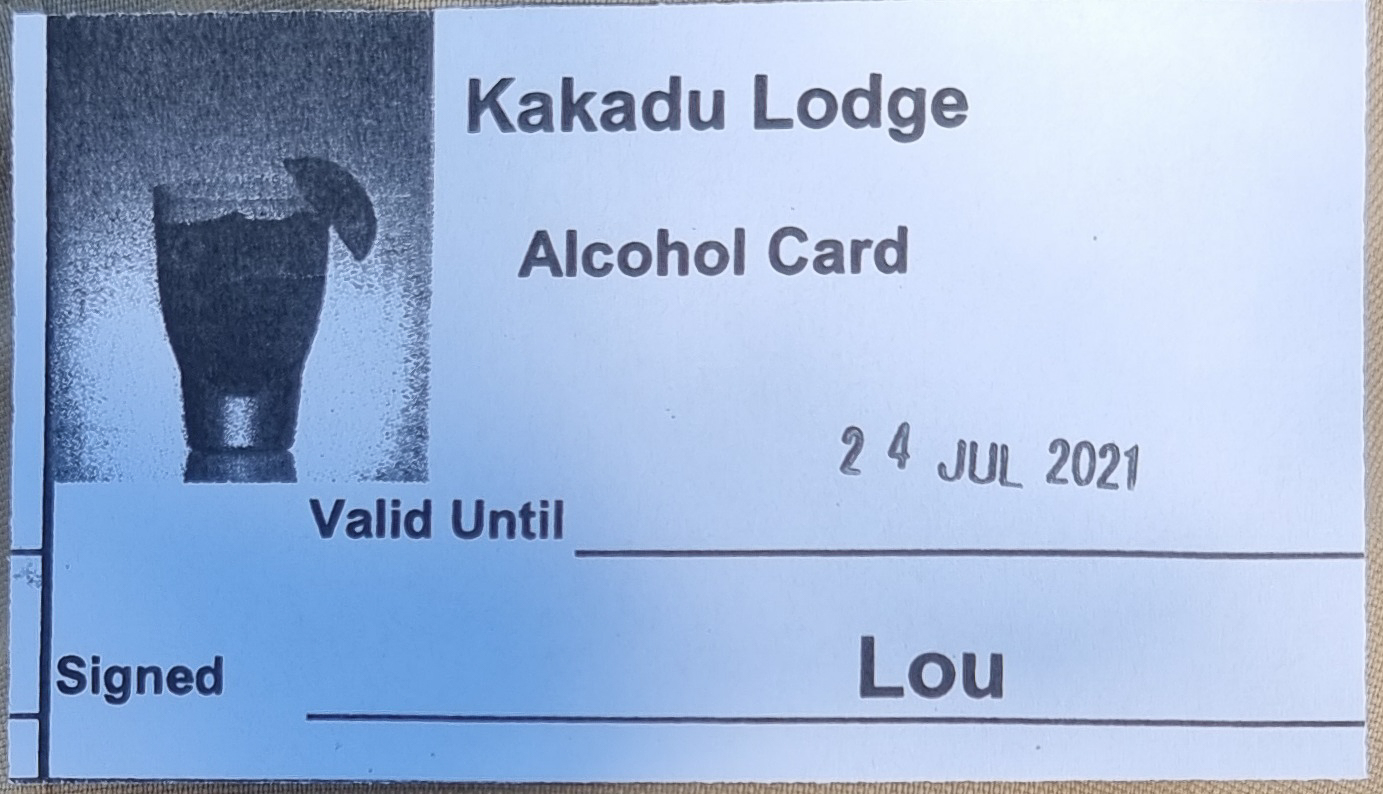 Kakadu Lodge
Alcohol Card
24 JUL 2021
Valid Until
Signed Lou